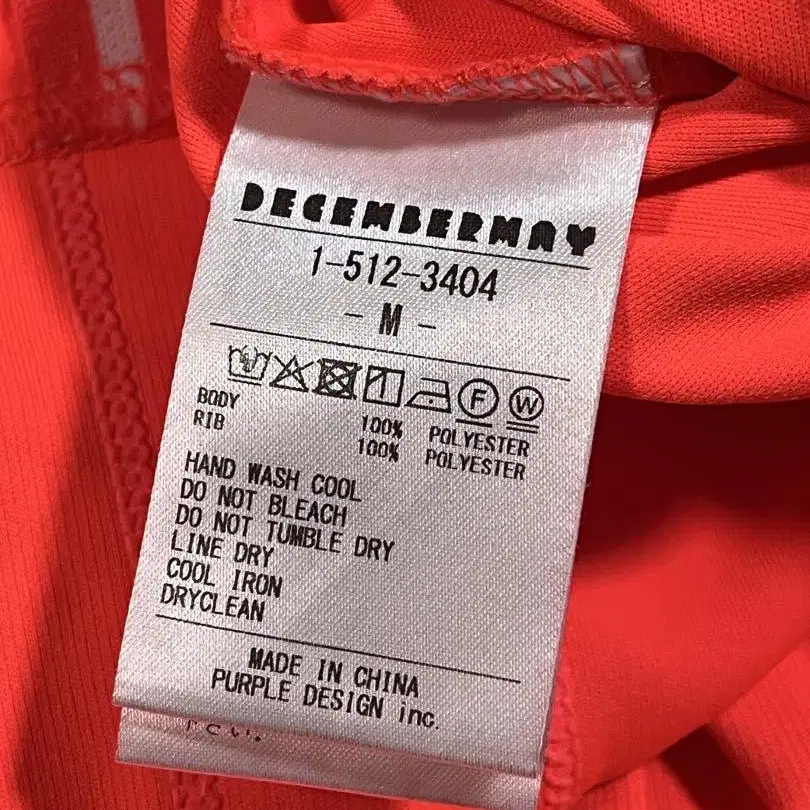 DECEMBERMAY
1-512-3404
- M -
F W
BODY 100% POLYESTER
RIB 100% POLYESTER
HAND WASH COOL
DO NOT BLEACH
DO NOT TUMBLE DRY
LINE DRY
COOL IRON
DRYCLEAN
MADE IN CHINA
PURPLE DESIGN inc.